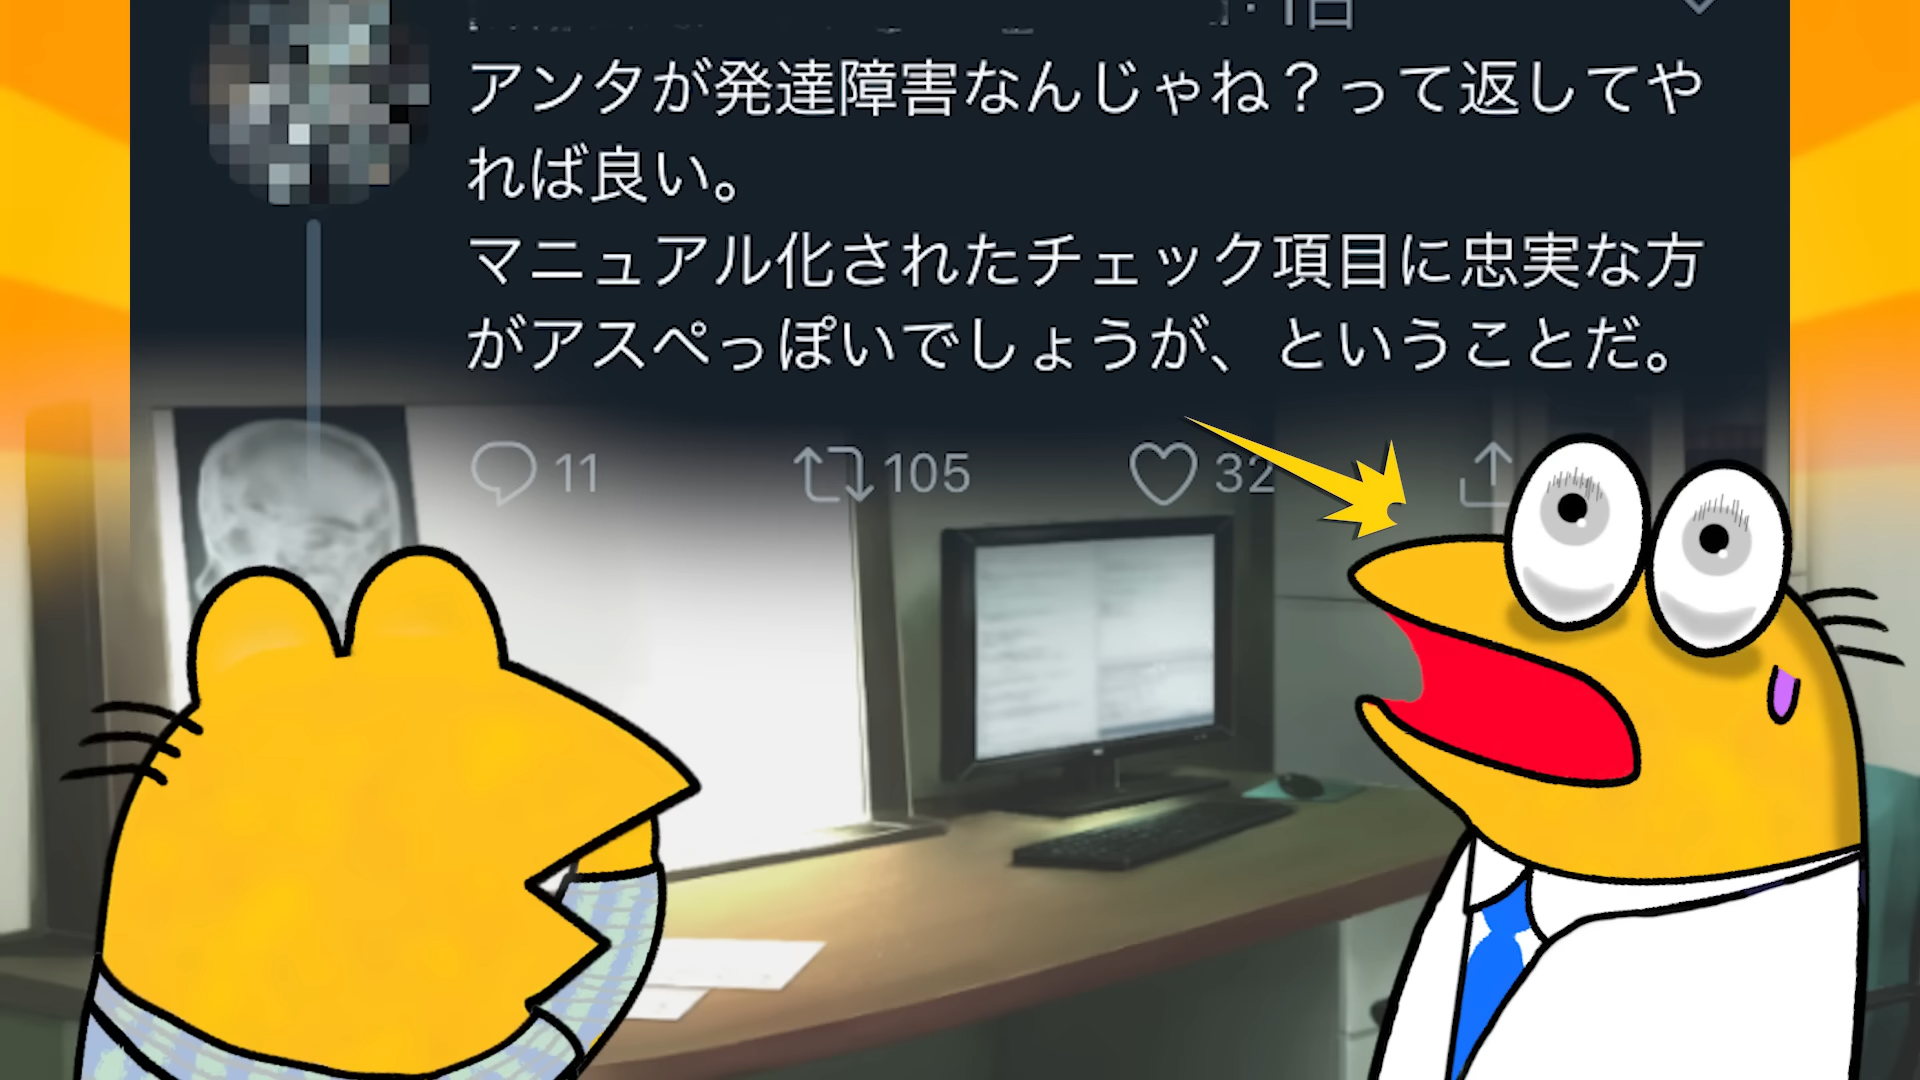 1日
アンタが発達障害なんじゃね？って返してや
れば良い。
マニュアル化されたチェック項目に忠実な方
がアスペっぽいでしょうが、ということだ。
11 105 32